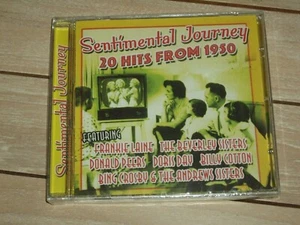 Sentimental Journey
Sentimental Journey
20 HITS FROM 1950
FEATURING
FRANKIE LAINE THE BEVERLEY SISTERS
DONALD PEERS DORIS DAY BILLY COTTON
BING CROSBY & THE ANDREWS SISTERS